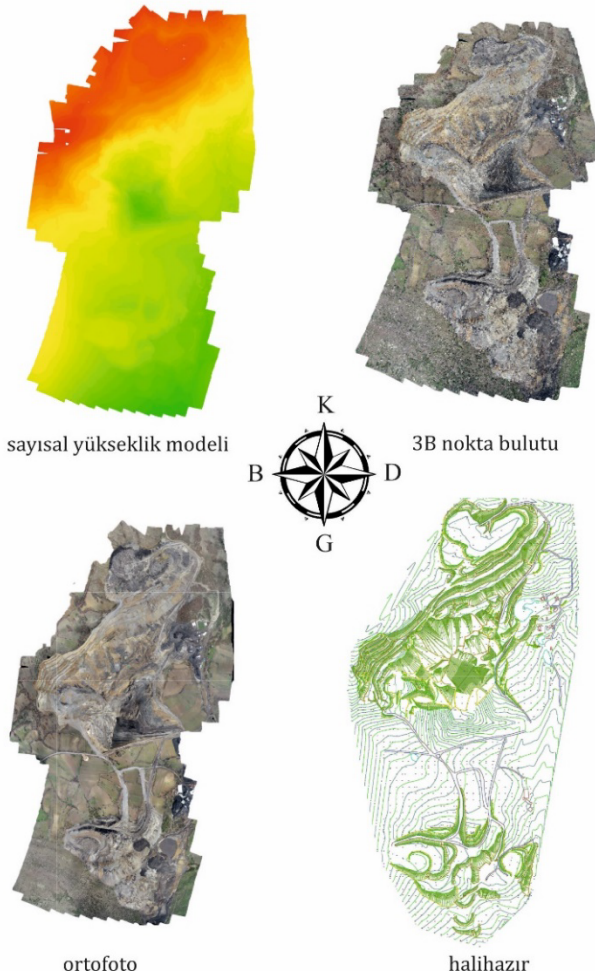 sayısal yükseklik modeli
3B nokta bulutu
K
B D
G
ortofoto
halihazır